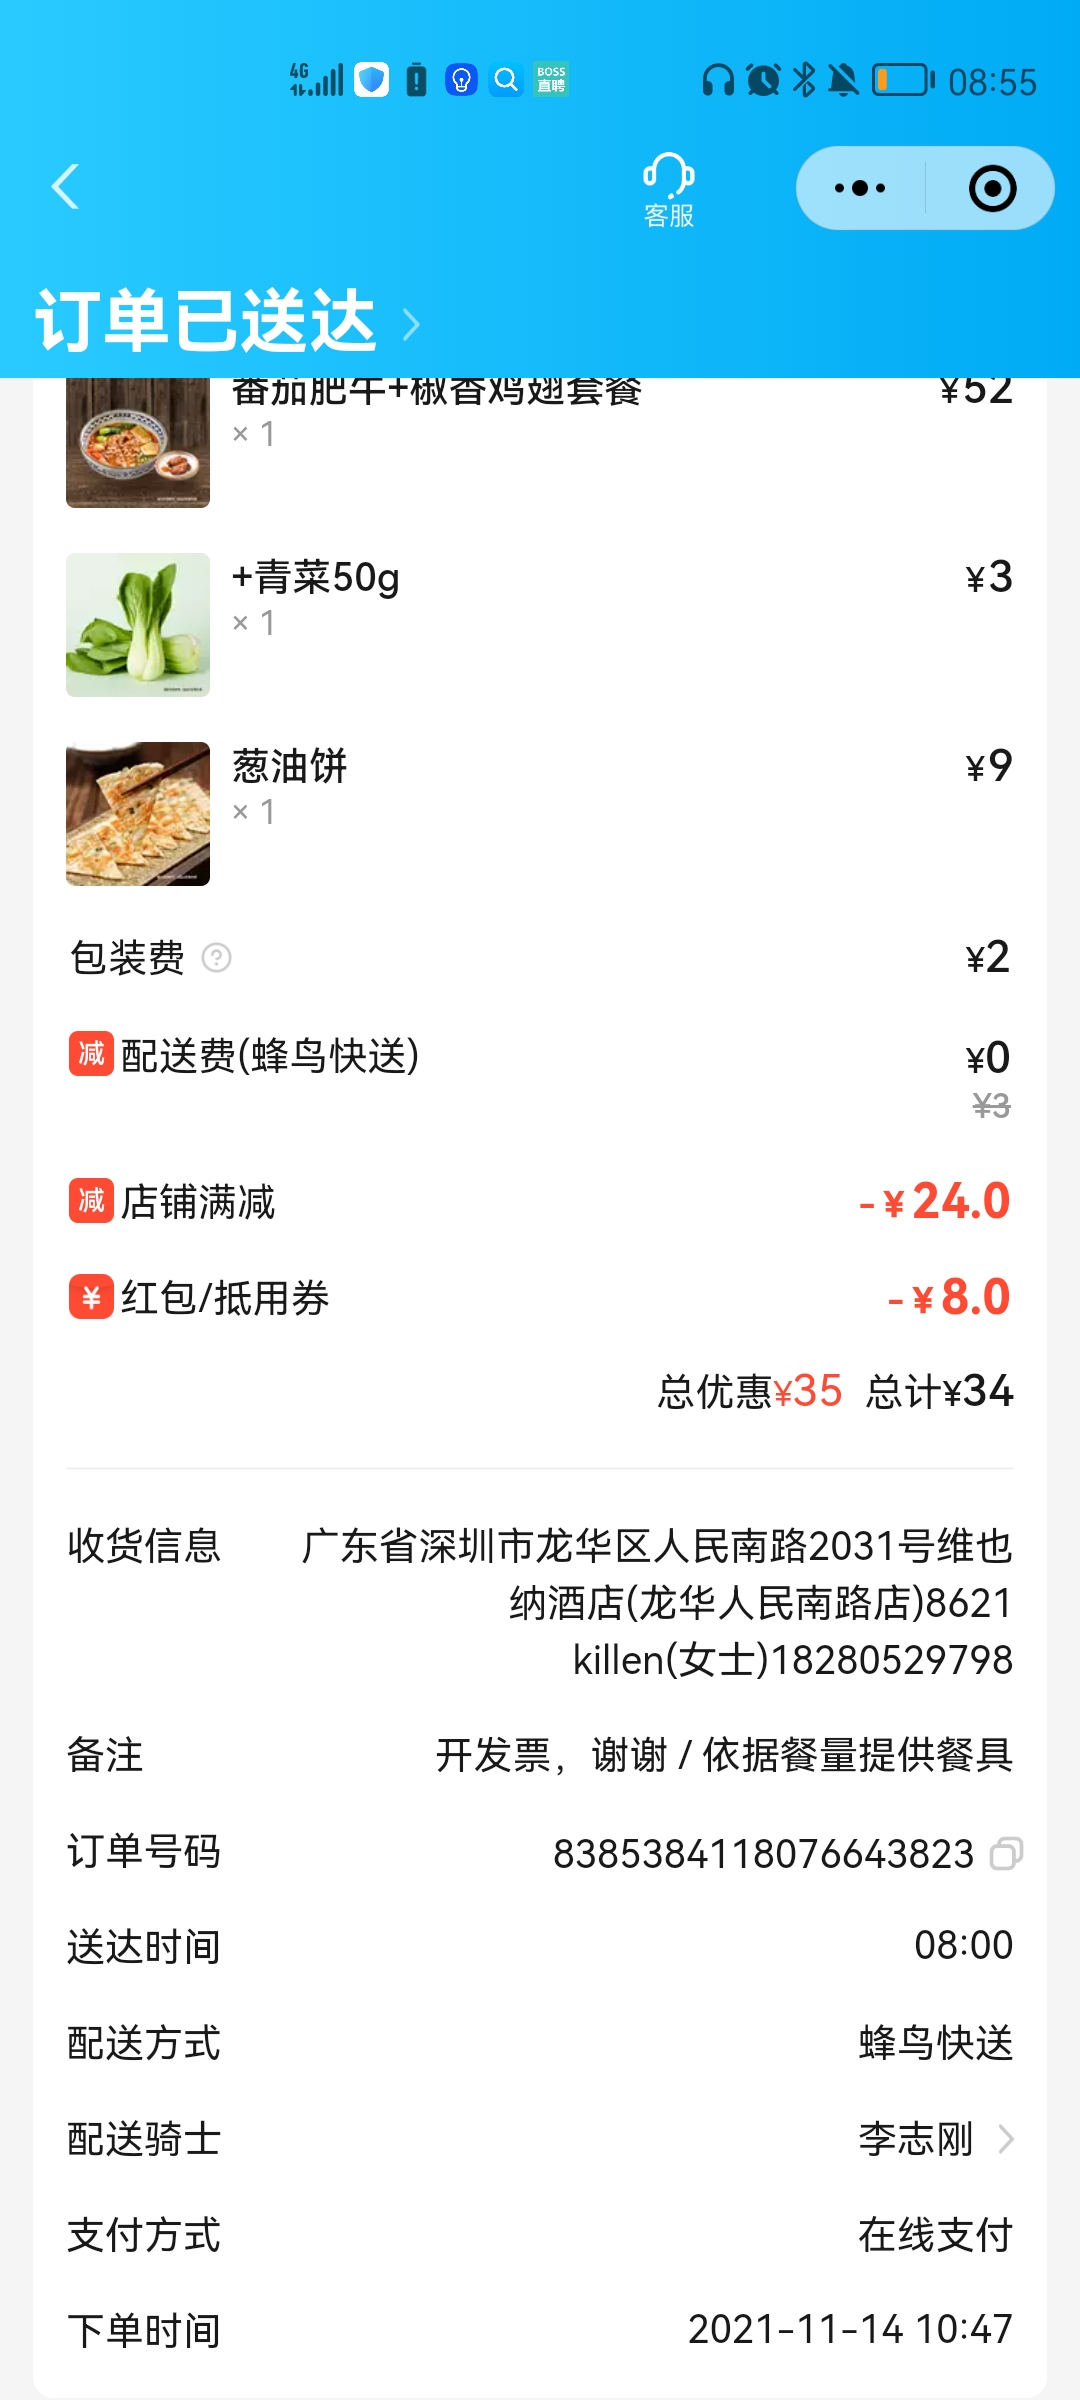 4G
BOSS
直聘
08:55
客服
订单已送达
番茄肥牛+椒香鸡翅套餐 ¥52
× 1
+青菜50g ¥3
× 1
葱油饼 ¥9
× 1
包装费 ? ¥2
减 配送费(蜂鸟快送) ¥0
¥3
减 店铺满减 -¥24.0
¥ 红包/抵用券 -¥8.0
总优惠¥35 总计¥34
收货信息 广东省深圳市龙华区人民南路2031号维也
纳酒店(龙华人民南路店)8621
killen(女士)18280529798
备注 开发票，谢谢 / 依据餐量提供餐具
订单号码 8385384118076643823
送达时间 08:00
配送方式 蜂鸟快送
配送骑士 李志刚
支付方式 在线支付
下单时间 2021-11-14 10:47